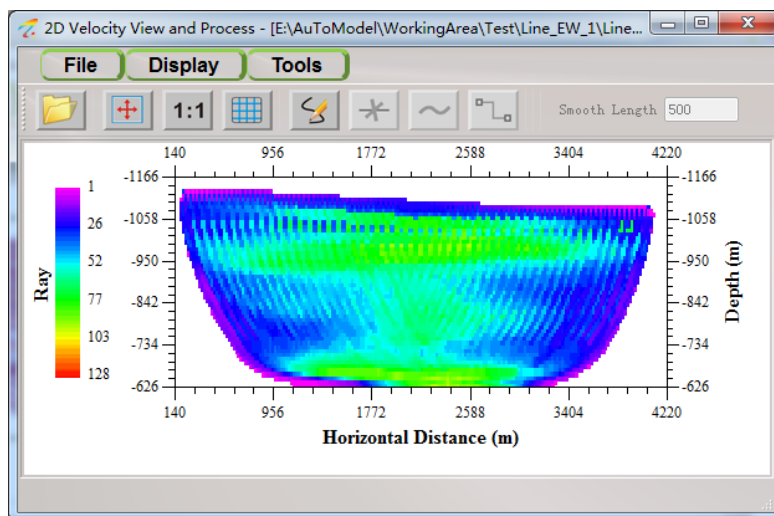 2D Velocity View and Process - [E:\AuToModel\WorkingArea\Test\Line_EW_1\Line...
File Display Tools
1:1 Smooth Length 500
140 956 1772 2588 3404 4220
-1166 -1166
1
-1058 -1058
26
-950 -950
52
Ray
Depth (m)
-842 -842
77
103
-734 -734
128
-626 -626
140 956 1772 2588 3404 4220
Horizontal Distance (m)